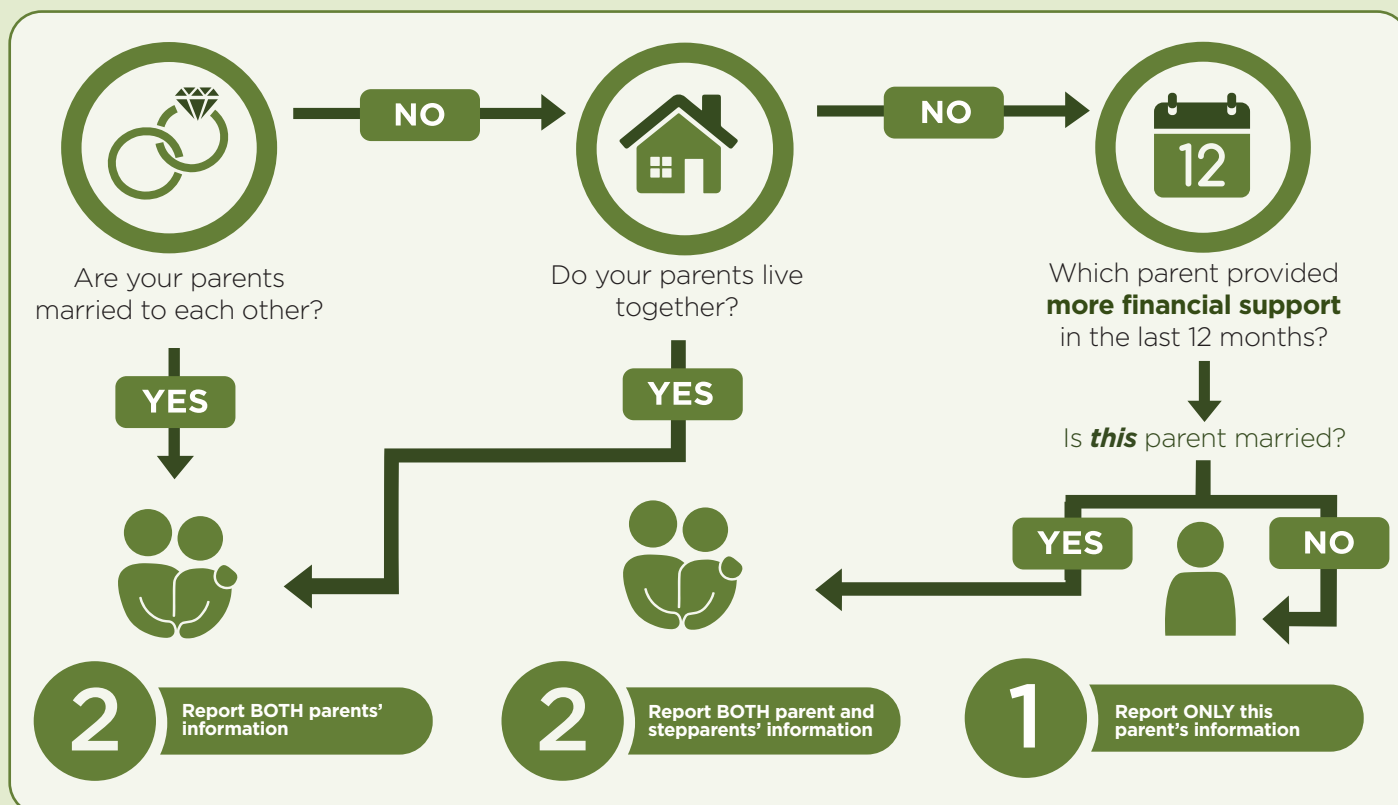 NO
NO
12
Are your parents
married to each other?
Do your parents live
together?
Which parent provided
more financial support
in the last 12 months?
YES
YES
Is this parent married?
YES
NO
2
Report BOTH parents'
information
2
Report BOTH parent and
stepparents' information
1
Report ONLY this
parent's information